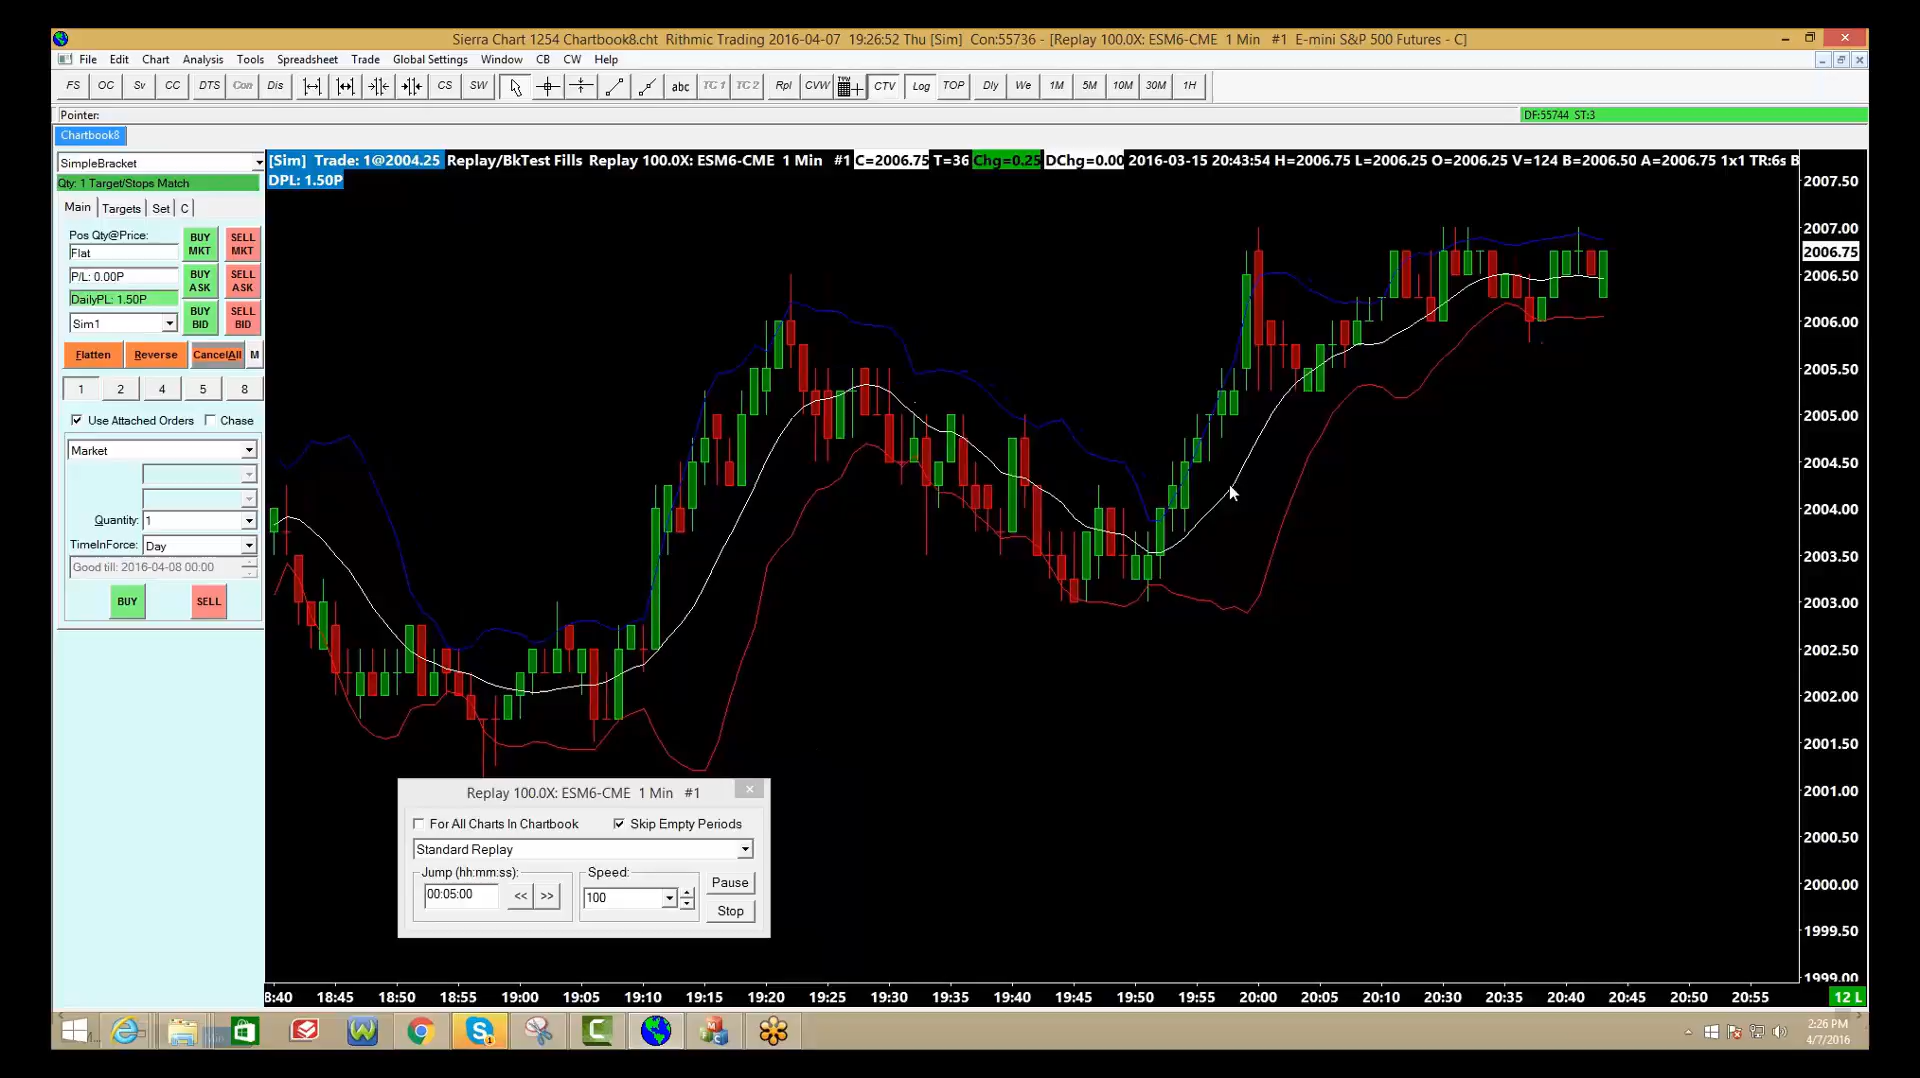 Sierra Chart 1254 Chartbook8.cht  Rithmic Trading 2016-04-07  19:26:52 Thu [Sim]  Con:55736 - [Replay 100.0X: ESM6-CME  1 Min   #1  E-mini S&P 500 Futures - C]
File Edit Chart Analysis Tools Spreadsheet Trade Global Settings Window CB CW Help
FS OC Sv CC DTS Con Dis CS SW abc TC 1 TC 2 Rpl CVW TPW CTV Log TOP Dly We 1M 5M 10M 30M 1H
Pointer:
DF:55744  ST:3
Chartbook8
SimpleBracket
Qty: 1 Target/Stops Match
Main Targets Set C
Pos Qty@Price:
Flat
P/L: 0.00P
DailyPL: 1.50P
Sim1
BUY MKT
SELL MKT
BUY ASK
SELL ASK
BUY BID
SELL BID
Flatten Reverse CancelAll M
1 2 4 5 8
Use Attached Orders Chase
Market
Quantity: 1
TimeInForce: Day
Good till: 2016-04-08 00:00
BUY SELL
[Sim]  Trade: 1@2004.25 Replay/BkTest Fills  Replay 100.0X: ESM6-CME  1 Min   #1 C=2006.75 T=36 Chg=0.25 DChg=0.00 2016-03-15 20:43:54 H=2006.75 L=2006.25 O=2006.25 V=124 B=2006.50 A=2006.75 1x1 TR:6s B
DPL: 1.50P
2007.50
2007.00
2006.75
2006.50
2006.00
2005.50
2005.00
2004.50
2004.00
2003.50
2003.00
2002.50
2002.00
2001.50
2001.00
2000.50
2000.00
1999.50
1999.00
Replay 100.0X: ESM6-CME  1 Min   #1
For All Charts In Chartbook Skip Empty Periods
Standard Replay
Jump (hh:mm:ss): Speed:
00:05:00 << >> 100 Pause
Stop
8:40 18:45 18:50 18:55 19:00 19:05 19:10 19:15 19:20 19:25 19:30 19:35 19:40 19:45 19:50 19:55 20:00 20:05 20:10 20:30 20:35 20:40 20:45 20:50 20:55 12 L
2:26 PM
4/7/2016